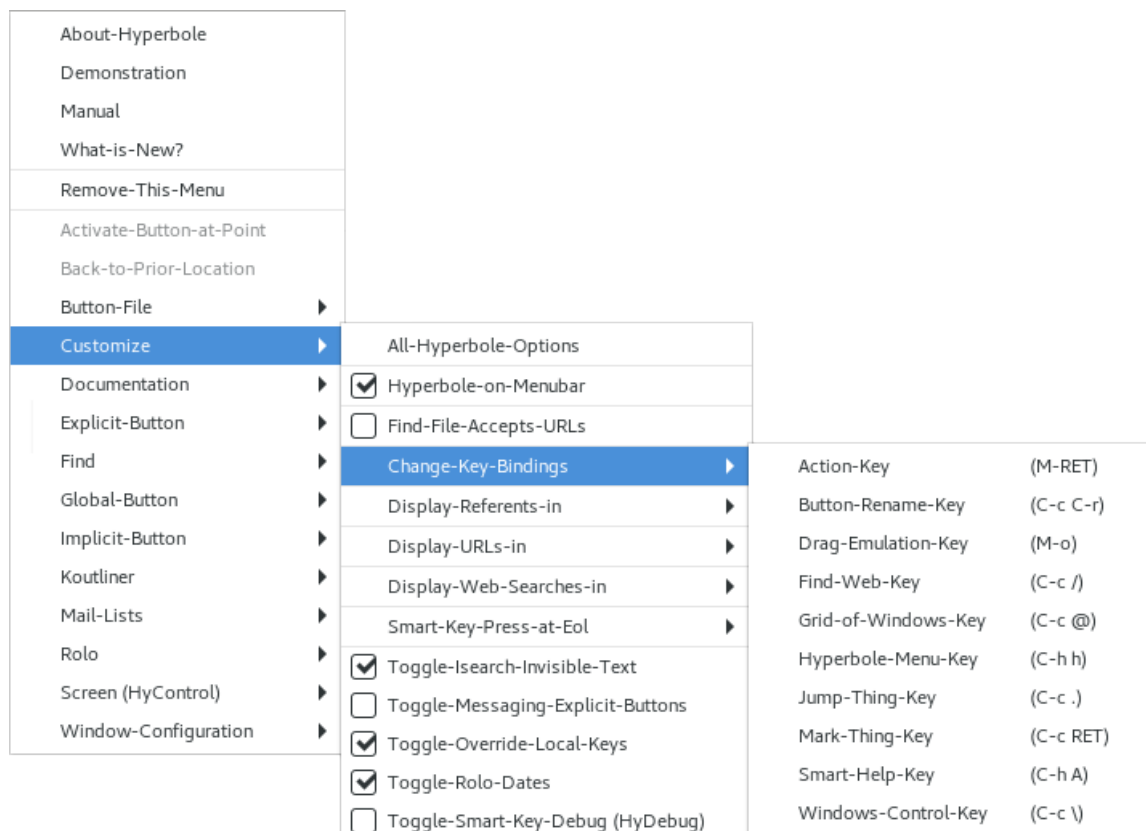 About-Hyperbole
Demonstration
Manual
What-is-New?
Remove-This-Menu
Activate-Button-at-Point
Back-to-Prior-Location
Button-File
Customize
Documentation
Explicit-Button
Find
Global-Button
Implicit-Button
Koutliner
Mail-Lists
Rolo
Screen (HyControl)
Window-Configuration
All-Hyperbole-Options
Hyperbole-on-Menubar
Find-File-Accepts-URLs
Change-Key-Bindings
Display-Referents-in
Display-URLs-in
Display-Web-Searches-in
Smart-Key-Press-at-Eol
Toggle-Isearch-Invisible-Text
Toggle-Messaging-Explicit-Buttons
Toggle-Override-Local-Keys
Toggle-Rolo-Dates
Toggle-Smart-Key-Debug (HyDebug)
Action-Key (M-RET)
Button-Rename-Key (C-c C-r)
Drag-Emulation-Key (M-o)
Find-Web-Key (C-c /)
Grid-of-Windows-Key (C-c @)
Hyperbole-Menu-Key (C-h h)
Jump-Thing-Key (C-c .)
Mark-Thing-Key (C-c RET)
Smart-Help-Key (C-h A)
Windows-Control-Key (C-c \)